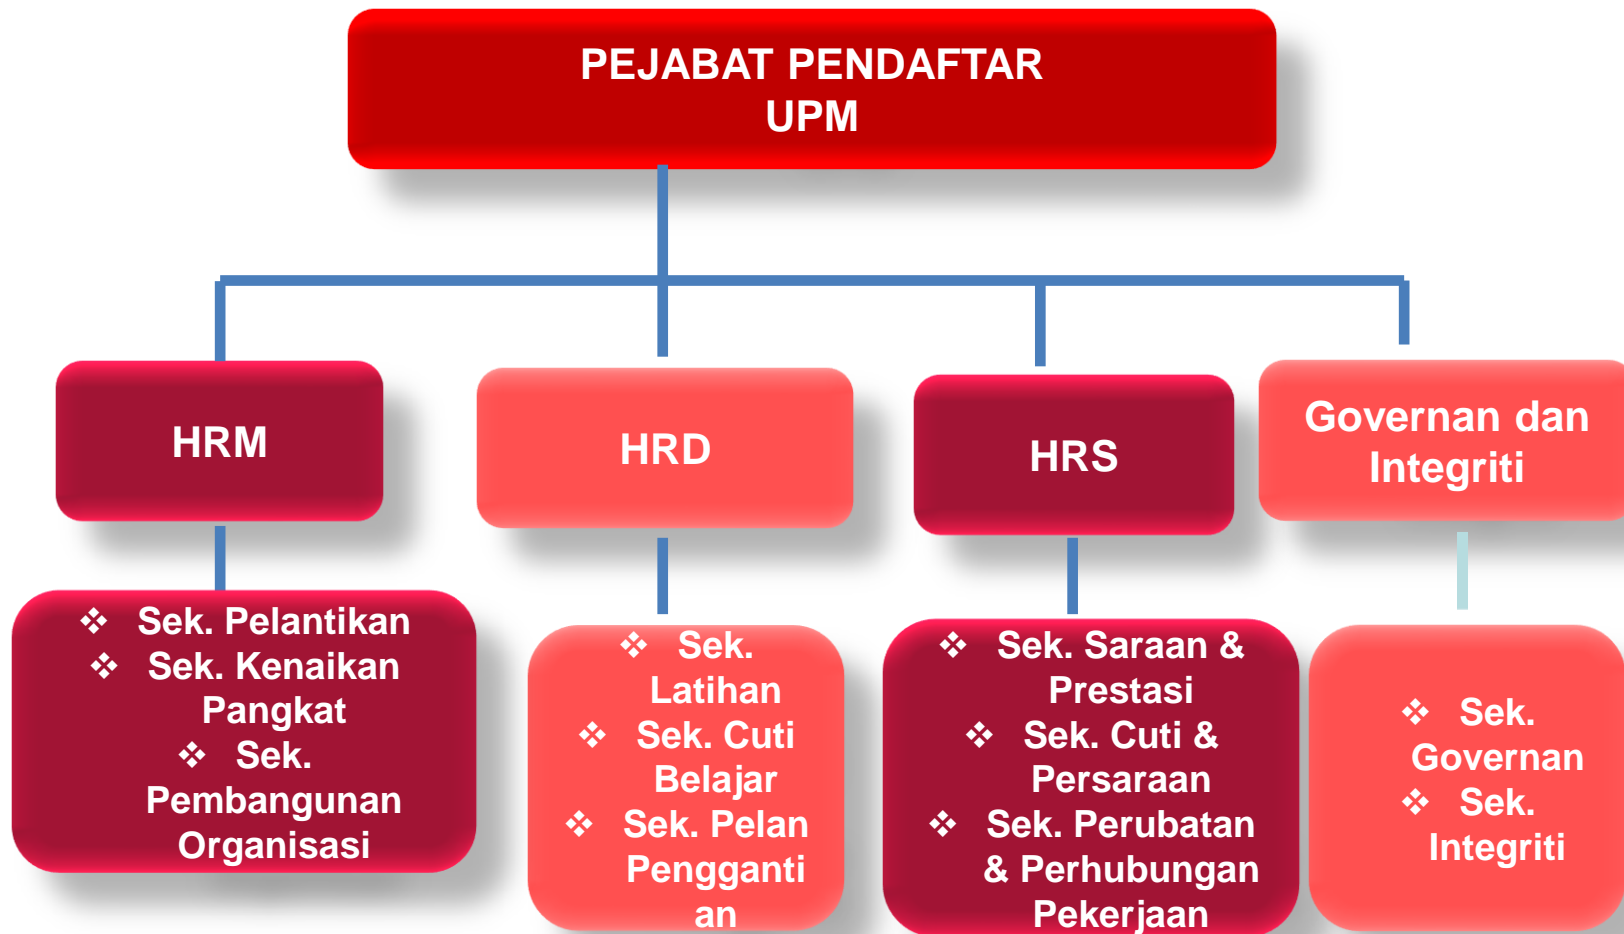 PEJABAT PENDAFTAR
UPM
HRM
HRD
HRS
Governan dan
Integriti
❖ Sek. Pelantikan
❖ Sek. Kenaikan
Pangkat
❖ Sek.
Pembangunan
Organisasi
❖ Sek.
Latihan
❖ Sek. Cuti
Belajar
❖ Sek. Pelan
Pengganti
an
❖ Sek. Saraan &
Prestasi
❖ Sek. Cuti &
Persaraan
❖ Sek. Perubatan
& Perhubungan
Pekerjaan
❖ Sek.
Governan
❖ Sek.
Integriti